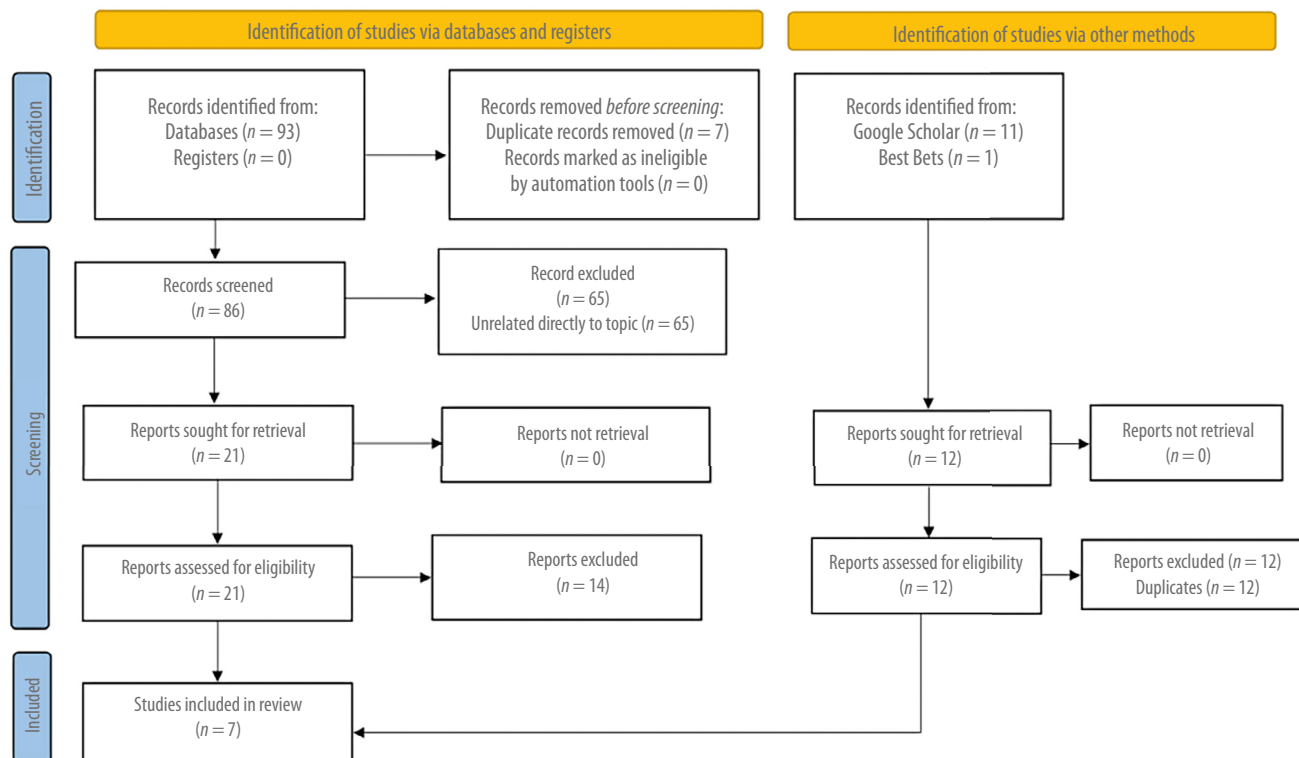 Identification of studies via databases and registers
Identification of studies via other methods
Identification
Records identified from:
Databases (n = 93)
Registers (n = 0)
Records removed before screening:
Duplicate records removed (n = 7)
Records marked as ineligible
by automation tools (n = 0)
Records identified from:
Google Scholar (n = 11)
Best Bets (n = 1)
Screening
Records screened
(n = 86)
Record excluded
(n = 65)
Unrelated directly to topic (n = 65)
Reports sought for retrieval
(n = 21)
Reports not retrieval
(n = 0)
Reports sought for retrieval
(n = 12)
Reports not retrieval
(n = 0)
Reports assessed for eligibility
(n = 21)
Reports excluded
(n = 14)
Reports assessed for eligibility
(n = 12)
Reports excluded (n = 12)
Duplicates (n = 12)
Included
Studies included in review
(n = 7)